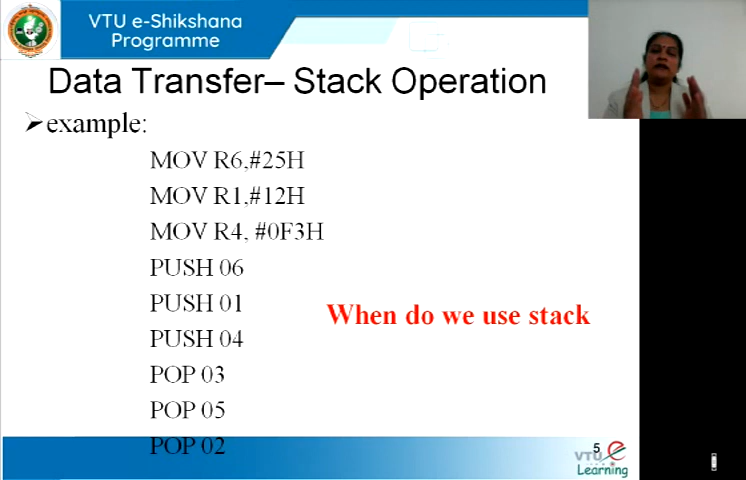 VTU e-Shikshana
Programme
Data Transfer– Stack Operation
➢example:
MOV R6,#25H
MOV R1,#12H
MOV R4, #0F3H
PUSH 06
PUSH 01
When do we use stack
PUSH 04
POP 03
POP 05
POP 02
5
VTU e
Learning